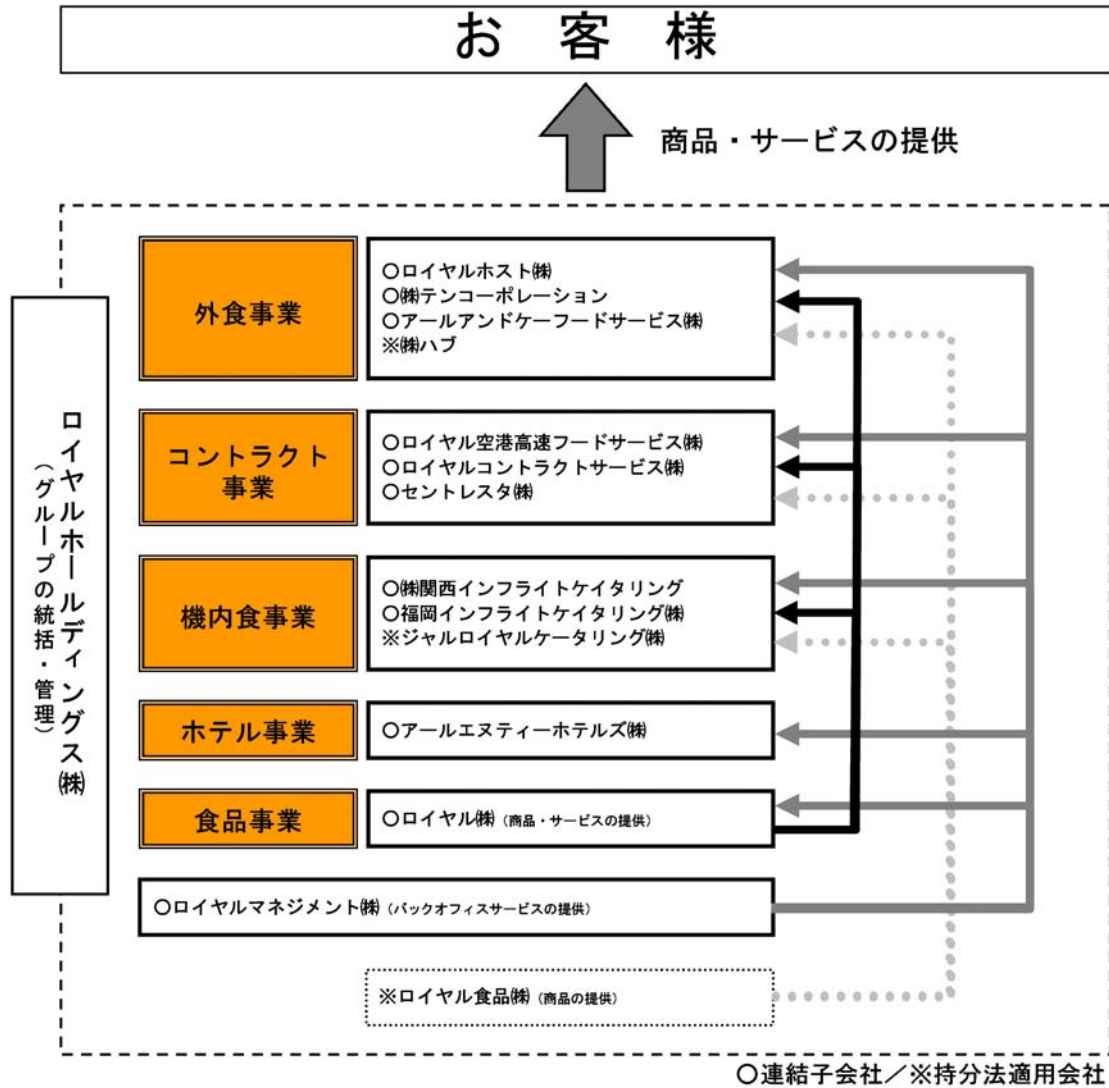 お 客 様
商品・サービスの提供
ロイヤルホールディングス㈱
（グループの統括・管理）
外食事業
○ロイヤルホスト㈱
○㈱テンコーポレーション
○アールアンドケーフードサービス㈱
※㈱ハブ
コントラクト
事業
○ロイヤル空港高速フードサービス㈱
○ロイヤルコントラクトサービス㈱
○セントレスタ㈱
機内食事業
○㈱関西インフライトケイタリング
○福岡インフライトケイタリング㈱
※ジャルロイヤルケータリング㈱
ホテル事業
○アールエヌティーホテルズ㈱
食品事業
○ロイヤル㈱（商品・サービスの提供）
○ロイヤルマネジメント㈱（バックオフィスサービスの提供）
※ロイヤル食品㈱（商品の提供）
○連結子会社／※持分法適用会社